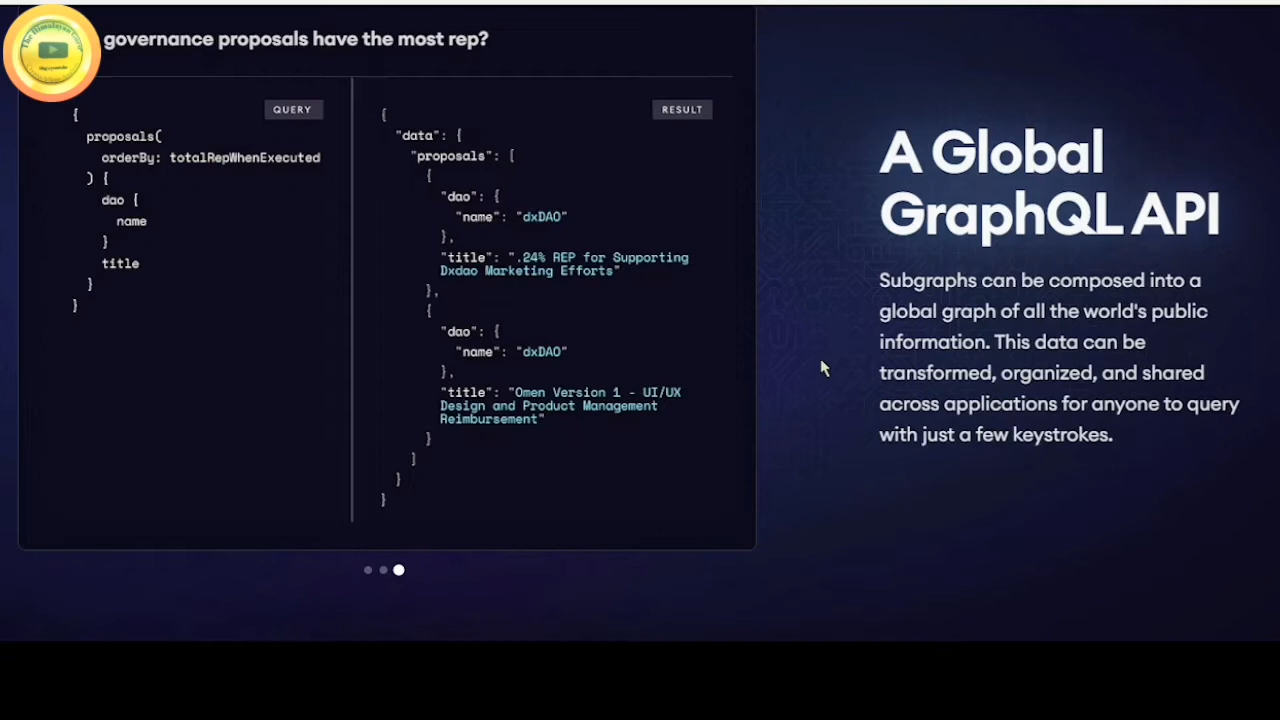 governance proposals have the most rep?
QUERY
{
proposals(
orderBy: totalRepWhenExecuted
) {
dao {
name
}
title
}
}
RESULT
{
"data": {
"proposals": [
{
"dao": {
"name": "dxDAO"
},
"title": ".24% REP for Supporting
Dxdao Marketing Efforts"
},
{
"dao": {
"name": "dxDAO"
},
"title": "Omen Version 1 - UI/UX
Design and Product Management
Reimbursement"
}
]
}
}
A Global
GraphQL API
Subgraphs can be composed into a
global graph of all the world's public
information. This data can be
transformed, organized, and shared
across applications for anyone to query
with just a few keystrokes.